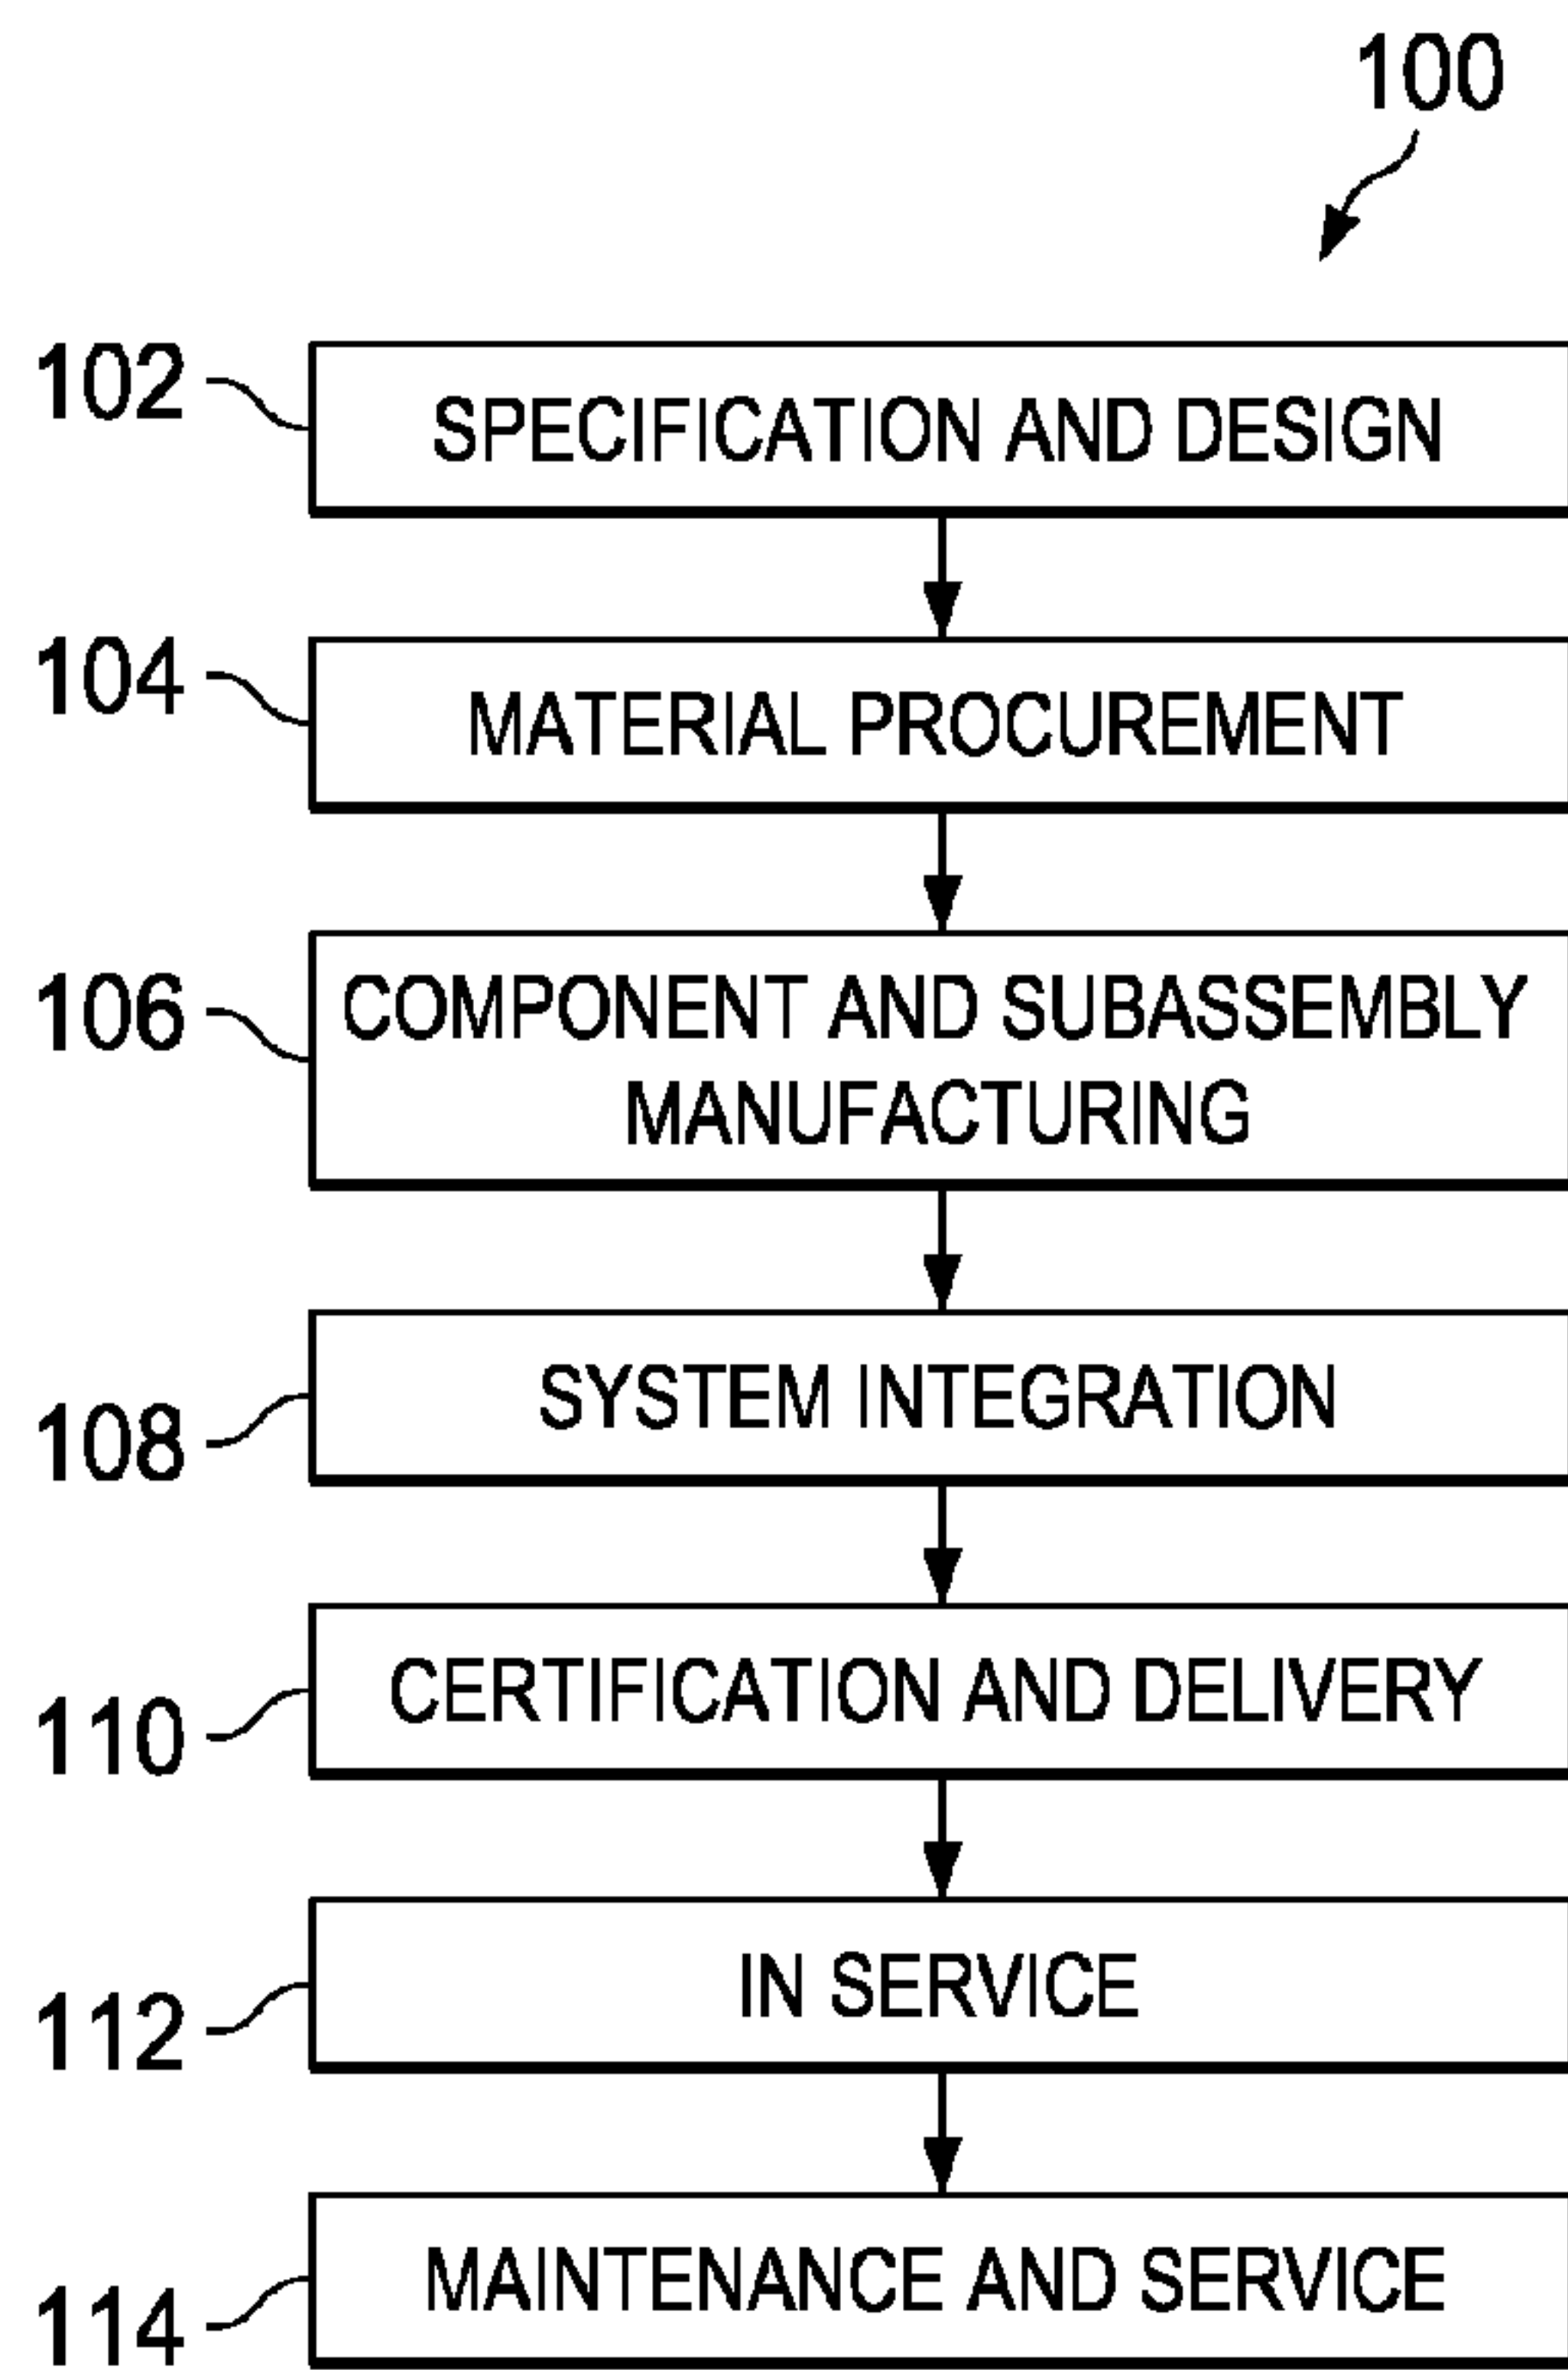 100
102
SPECIFICATION AND DESIGN
104
MATERIAL PROCUREMENT
106
COMPONENT AND SUBASSEMBLY
MANUFACTURING
108
SYSTEM INTEGRATION
110
CERTIFICATION AND DELIVERY
112
IN SERVICE
114
MAINTENANCE AND SERVICE